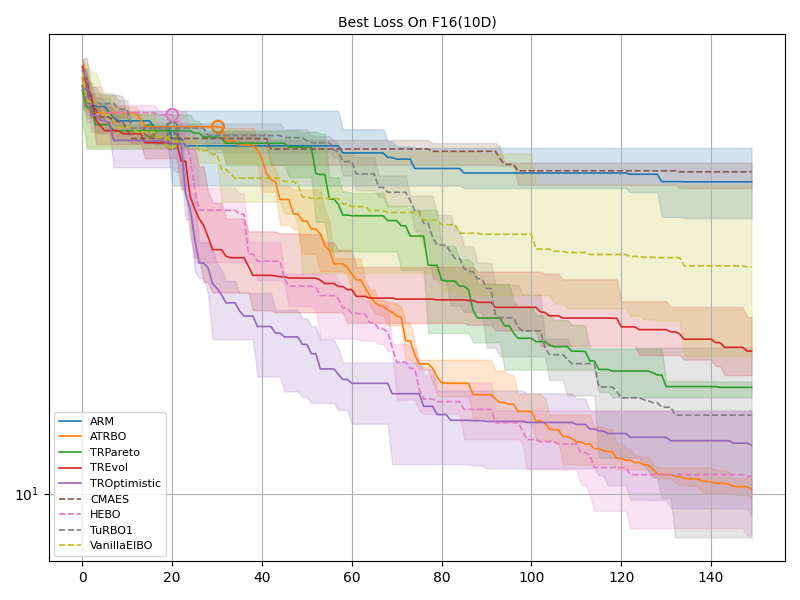 Best Loss On F16(10D)
10¹
ARM
ATRBO
TRPareto
TREvol
TROptimistic
CMAES
HEBO
TuRBO1
VanillaEIBO
0 20 40 60 80 100 120 140